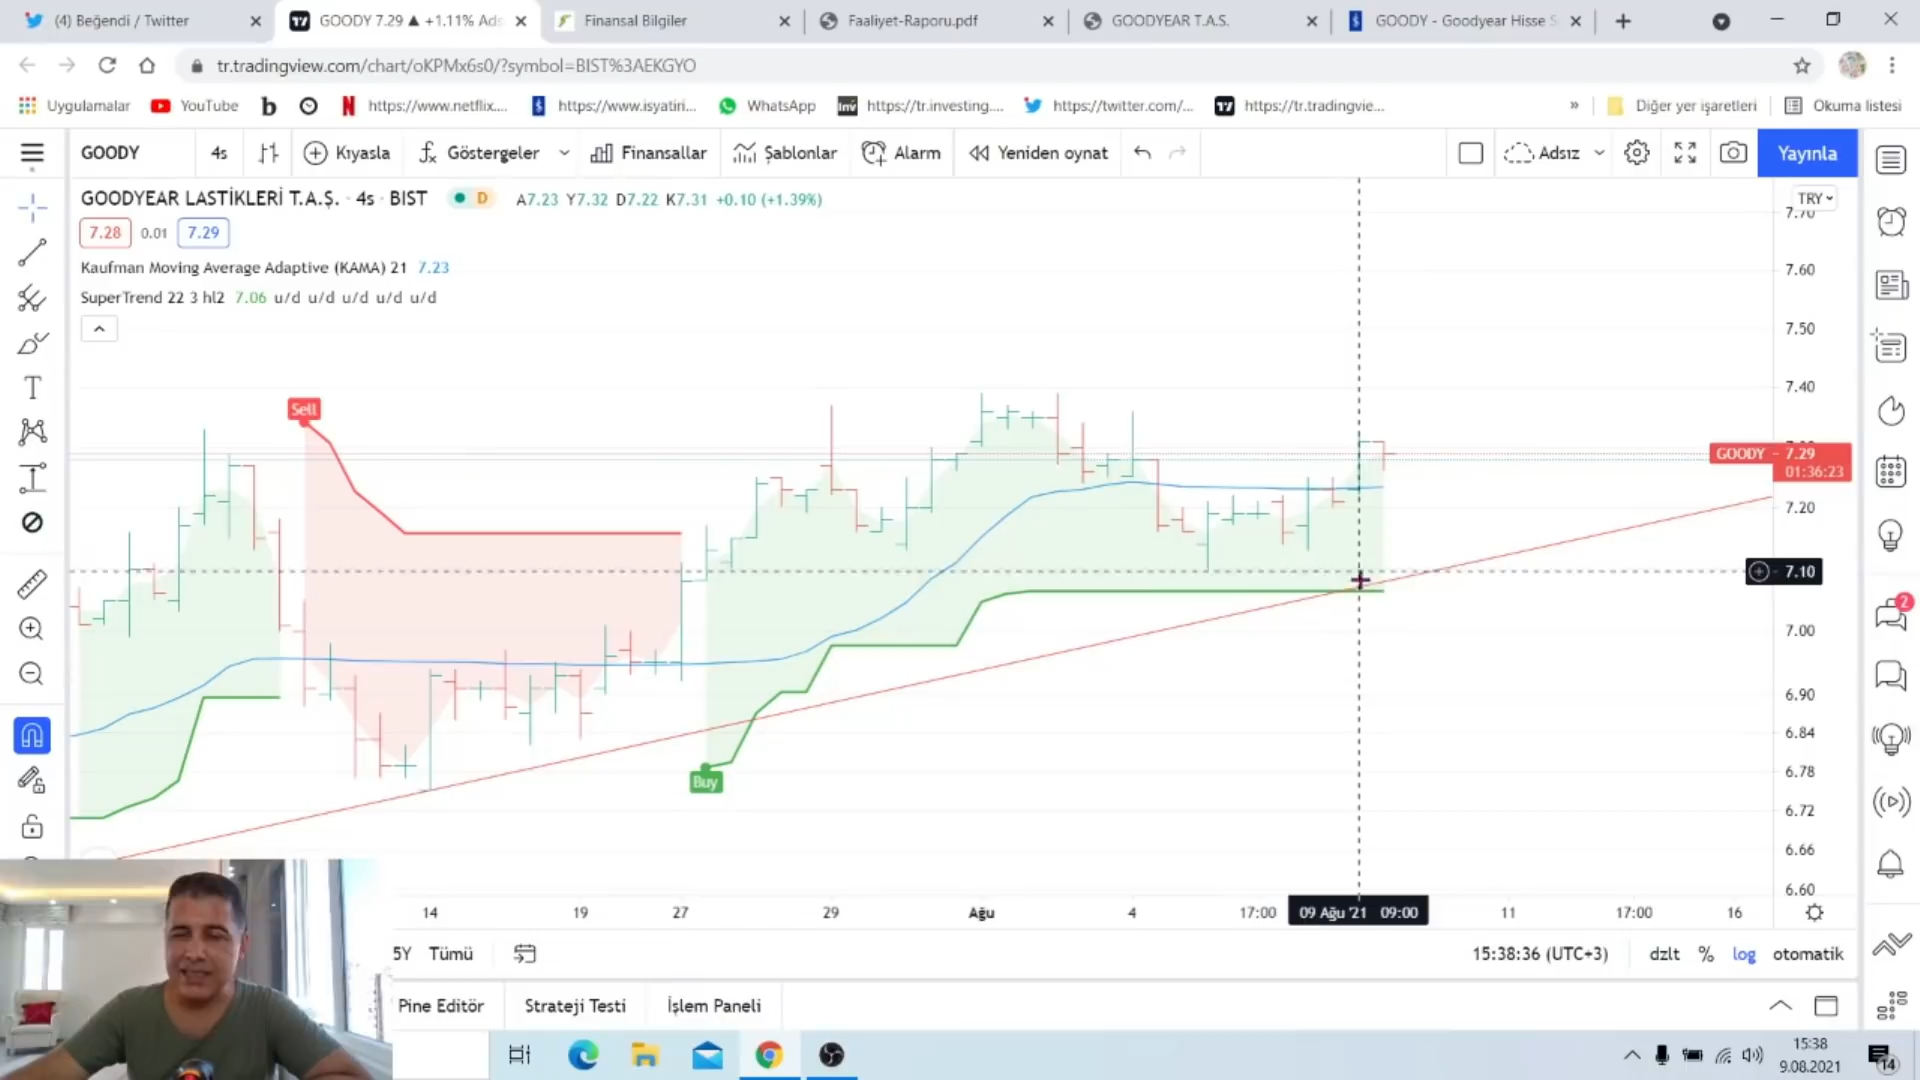 (4) Beğendi / Twitter
GOODY 7.29 ▲ +1.11% Ads
Finansal Bilgiler
Faaliyet-Raporu.pdf
GOODYEAR T.A.S.
GOODY - Goodyear Hisse S
tr.tradingview.com/chart/oKPMx6s0/?symbol=BIST%3AEKGYO
Uygulamalar
YouTube
https://www.netflix....
https://www.isyatiri...
WhatsApp
https://tr.investing....
https://twitter.com/...
https://tr.tradingvie...
»
Diğer yer işaretleri
Okuma listesi
GOODY
4s
Kıyasla
Göstergeler
Finansallar
Şablonlar
Alarm
Yeniden oynat
Adsız
Yayınla
GOODYEAR LASTİKLERİ T.A.Ş. · 4s · BIST
D
A7.23 Y7.32 D7.22 K7.31 +0.10 (+1.39%)
TRY
7.28
0.01
7.29
Kaufman Moving Average Adaptive (KAMA) 21 7.23
SuperTrend 22 3 hl2 7.06 u/d u/d u/d u/d u/d
7.70
7.60
7.50
7.40
GOODY - 7.29
01:36:23
7.20
7.10
7.00
6.90
6.84
6.78
6.72
6.66
6.60
Sell
Buy
2
14
19
27
29
Ağu
4
17:00
09 Ağu '21 09:00
11
17:00
16
5Y
Tümü
15:38:36 (UTC+3)
dzlt
%
log
otomatik
Pine Editör
Strateji Testi
İşlem Paneli
15:38
9.08.2021
14